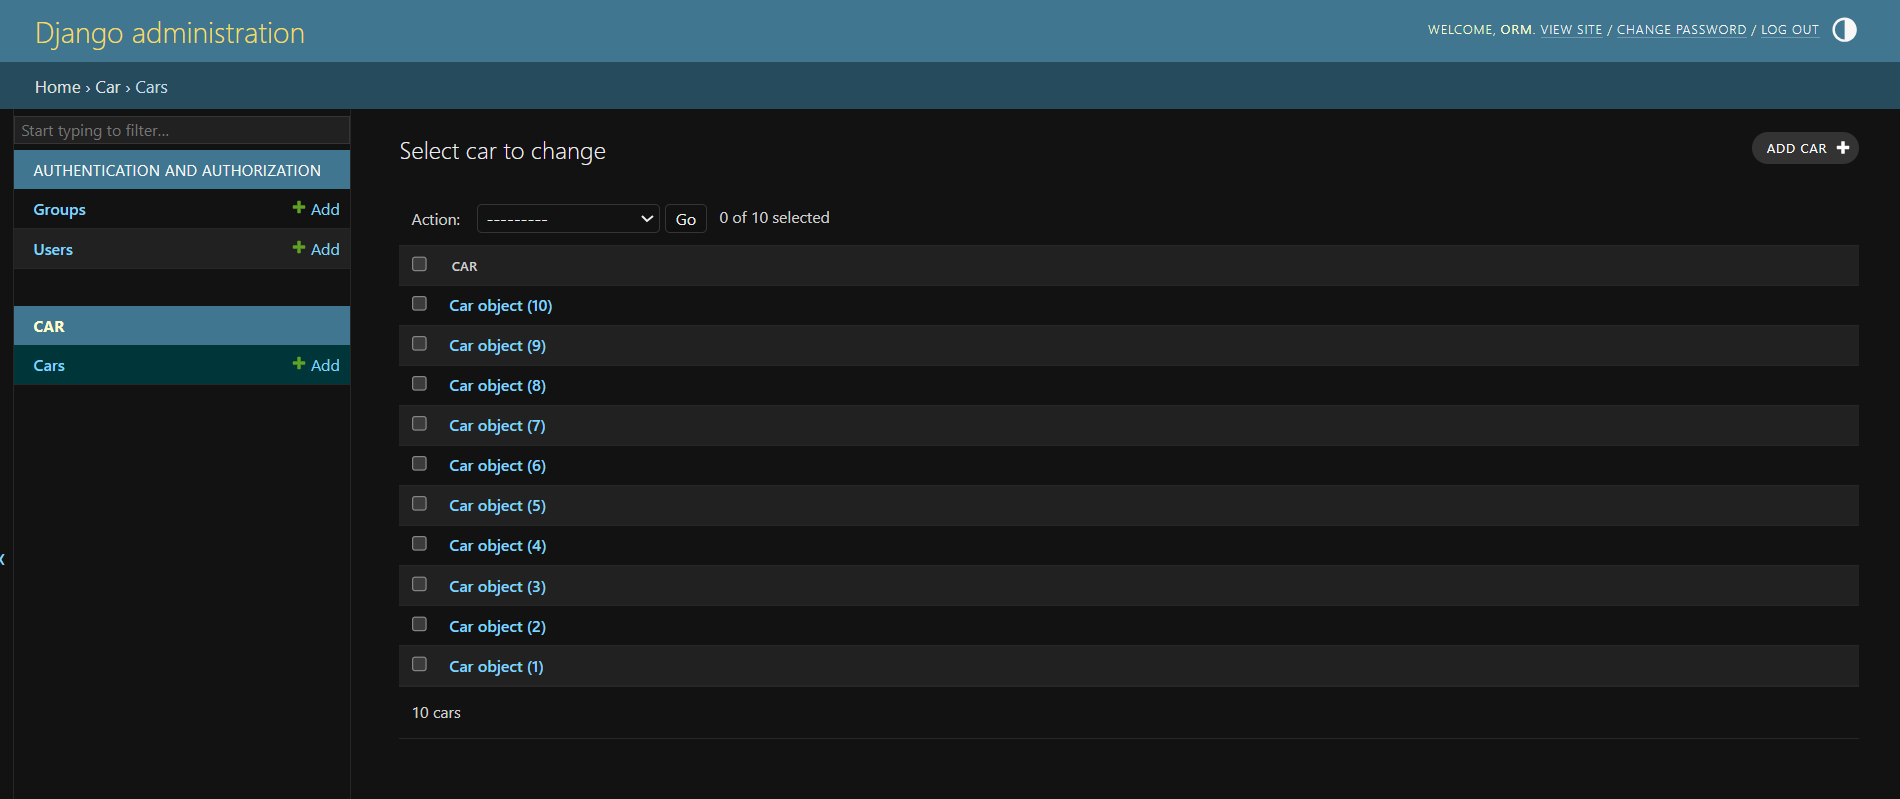 Django administration
WELCOME, ORM. VIEW SITE / CHANGE PASSWORD / LOG OUT
Home › Car › Cars
Start typing to filter...
AUTHENTICATION AND AUTHORIZATION
Groups + Add
Users + Add
CAR
Cars + Add
Select car to change
ADD CAR +
Action: --------- Go 0 of 10 selected
CAR
Car object (10)
Car object (9)
Car object (8)
Car object (7)
Car object (6)
Car object (5)
Car object (4)
Car object (3)
Car object (2)
Car object (1)
10 cars